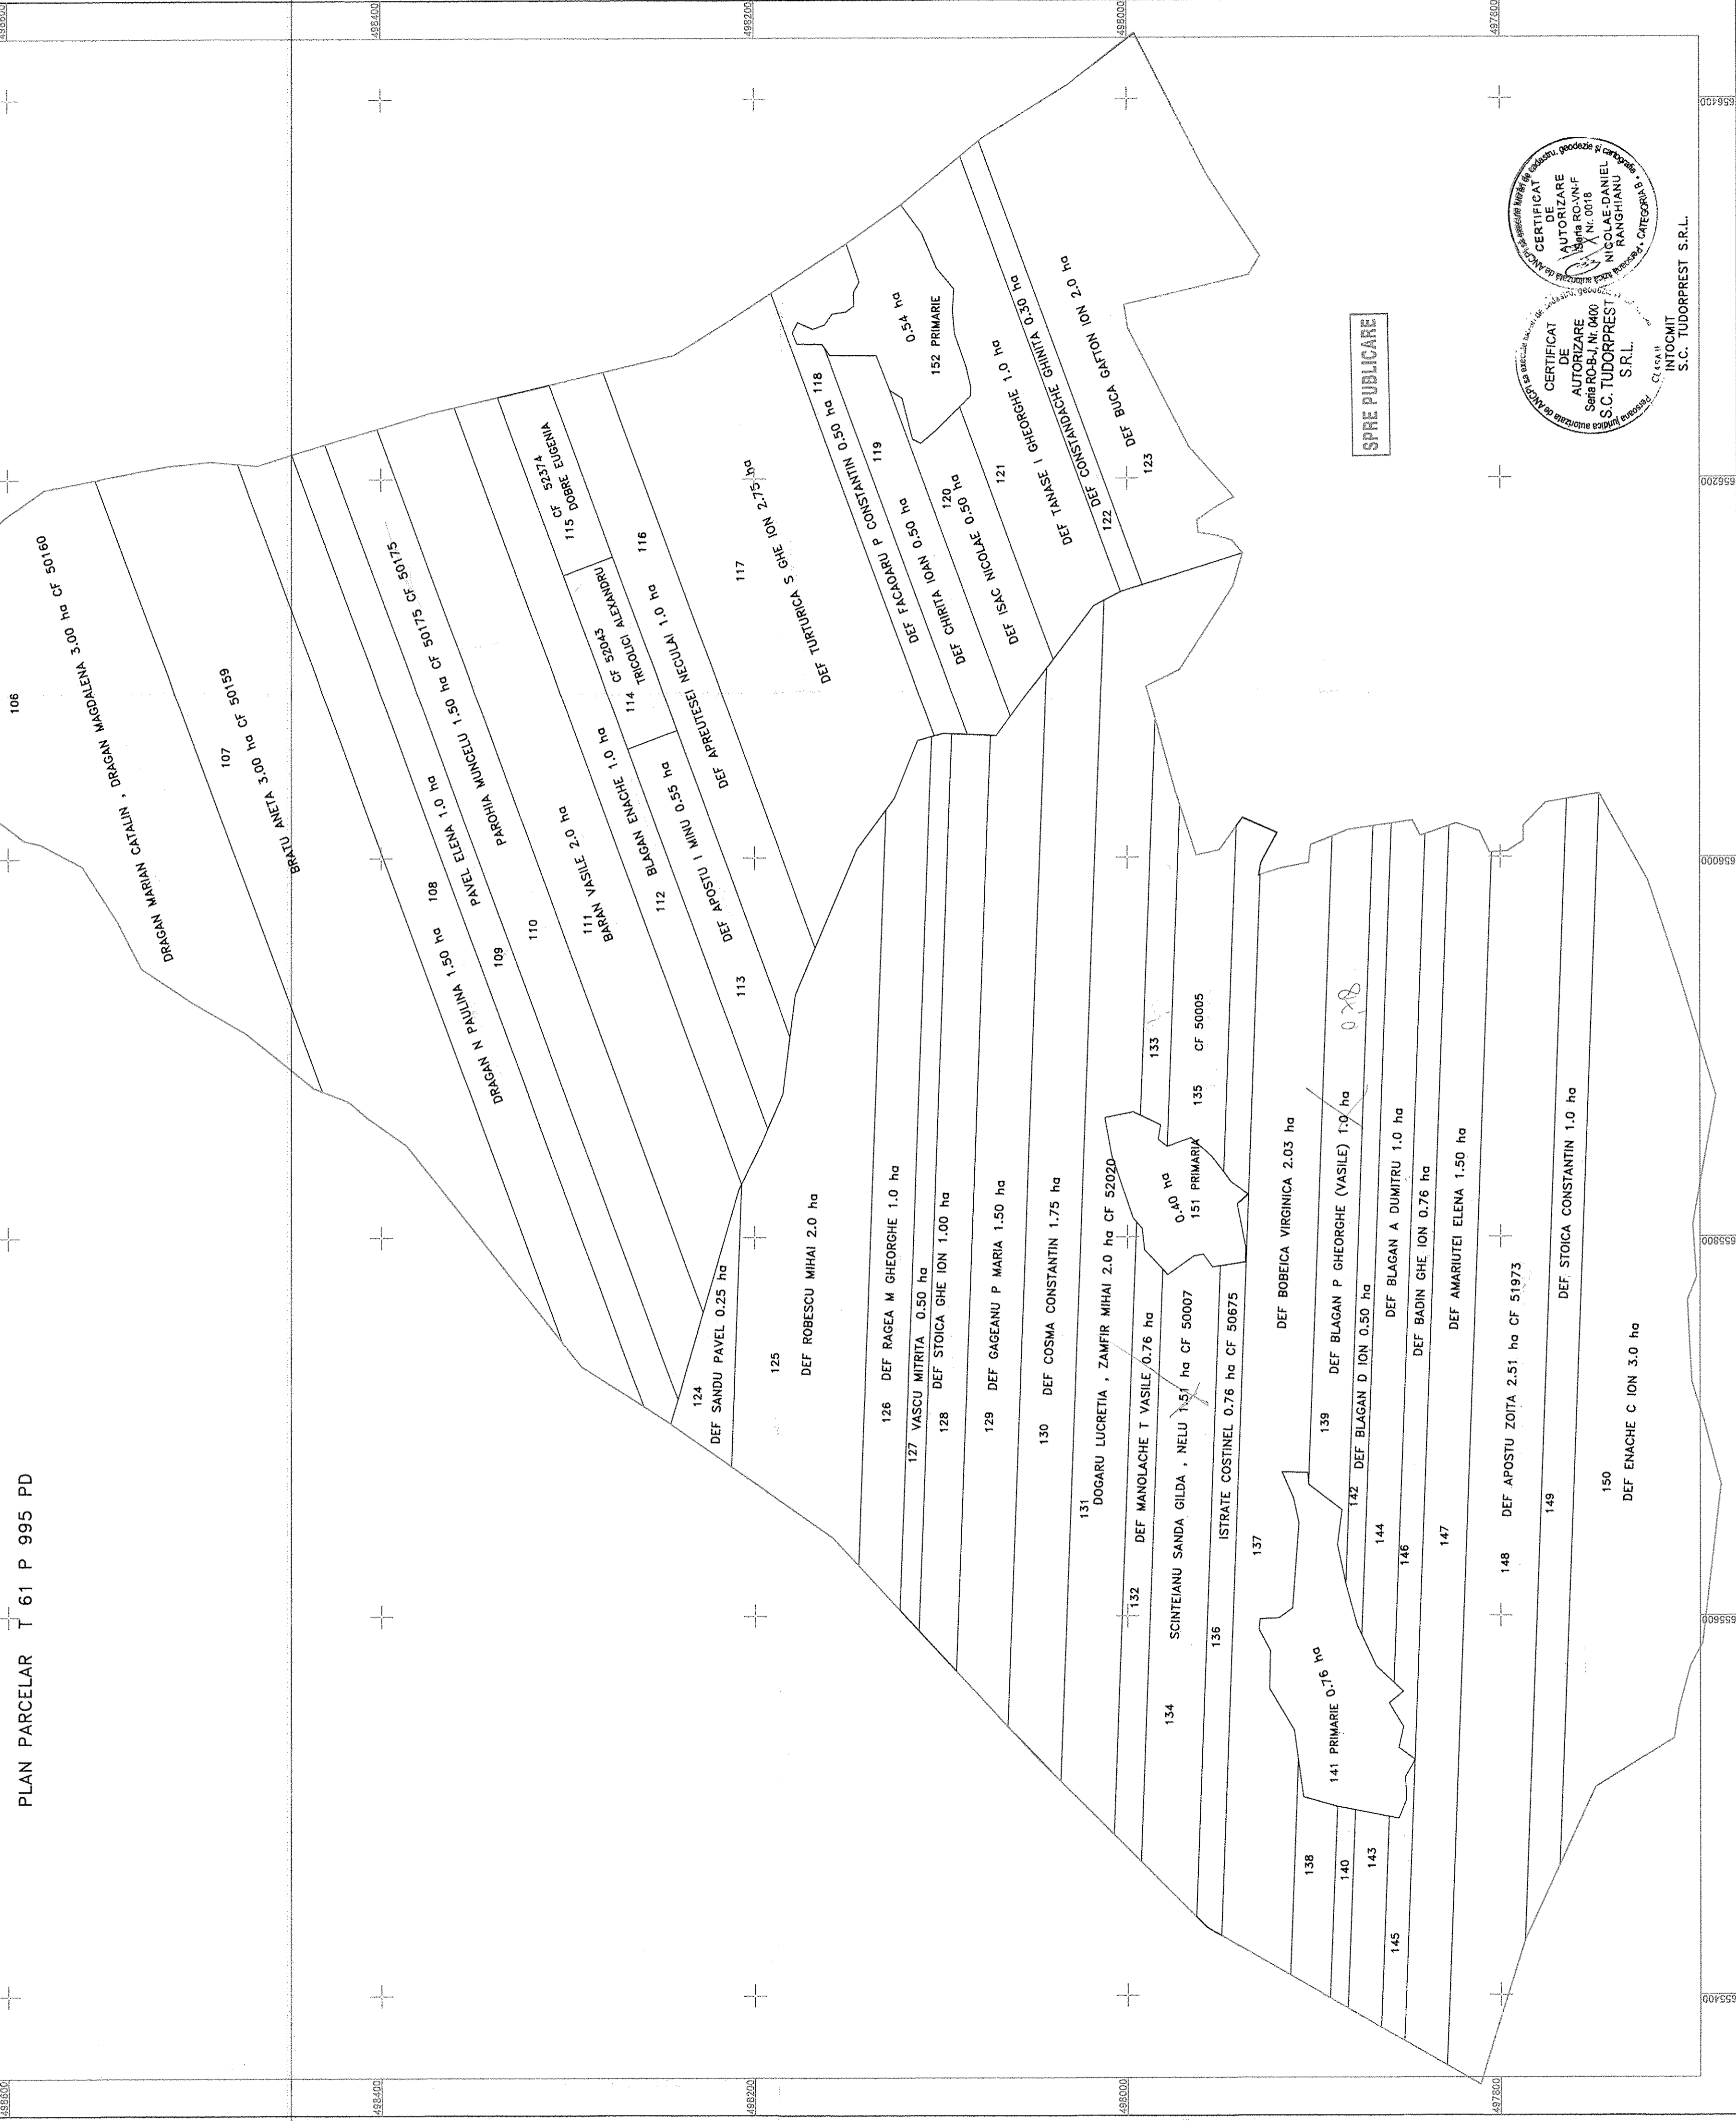 PLAN PARCELAR T 61 P 995 PD
498600
498400
498200
498000
497800
498600
498400
498200
498000
497800
656400
656200
656000
655800
655600
655400
106
DRAGAN MARIAN CATALIN , DRAGAN MAGDALENA 3.00 ha CF 50160
107
BRATU ANETA 3.00 ha CF 50159
108
DRAGAN N PAULINA 1.50 ha
109
PAVEL ELENA 1.0 ha
110
PAROHIA MUNCELU 1.50 ha CF 50175 CF 50175
111
BARAN VASILE 2.0 ha
112
BLAGAN ENACHE 1.0 ha
113
DEF APOSTU I MINU 0.55 ha
114 CF 52043
TRICOLICI ALEXANDRU
CF 52374
115 DOBRE EUGENIA
116
DEF APREUTESEI NECULAI 1.0 ha
117
DEF TURTURICA S GHE ION 2.75 ha
118
DEF FACAOARU P CONSTANTIN 0.50 ha
119
DEF CHIRITA IOAN 0.50 ha
120
DEF ISAC NICOLAE 0.50 ha
121
DEF TANASE I GHEORGHE 1.0 ha
122
DEF CONSTANDACHE GHINITA 0.30 ha
123
DEF BUCA GAFTON ION 2.0 ha
0.54 ha
152 PRIMARIE
124
DEF SANDU PAVEL 0.25 ha
125
DEF ROBESCU MIHAI 2.0 ha
126 DEF RAGEA M GHEORGHE 1.0 ha
127 VASCU MITRITA 0.50 ha
128 DEF STOICA GHE ION 1.00 ha
129 DEF GAGEANU P MARIA 1.50 ha
130 DEF COSMA CONSTANTIN 1.75 ha
131
DOGARU LUCRETIA , ZAMFIR MIHAI 2.0 ha CF 52020
132 DEF MANOLACHE T VASILE 0.76 ha
133
134
SCINTEIANU SANDA GILDA , NELU 1.51 ha CF 50007
135 CF 50005
0.40 ha
151 PRIMARIA
136 ISTRATE COSTINEL 0.76 ha CF 50675
137
DEF BOBEICA VIRGINICA 2.03 ha
138
139 DEF BLAGAN P GHEORGHE (VASILE) 1.0 ha
140
141 PRIMARIE 0.76 ha
142 DEF BLAGAN D ION 0.50 ha
143
144
DEF BLAGAN A DUMITRU 1.0 ha
145
146 DEF BADIN GHE ION 0.76 ha
147
DEF AMARIUTEI ELENA 1.50 ha
148 DEF APOSTU ZOITA 2.51 ha CF 51973
149
DEF STOICA CONSTANTIN 1.0 ha
150
DEF ENACHE C ION 3.0 ha
SPRE PUBLICARE
CERTIFICAT
DE
AUTORIZARE
Seria RO-B-J, Nr. 0400
S.C. TUDORPREST
S.R.L.
CERTIFICAT
DE
AUTORIZARE
Seria RO-VN-F
Nr. 0018
NICOLAE-DANIEL
RANGHIANU
CATEGORIA B
INTOCMIT
S.C. TUDORPREST S.R.L.